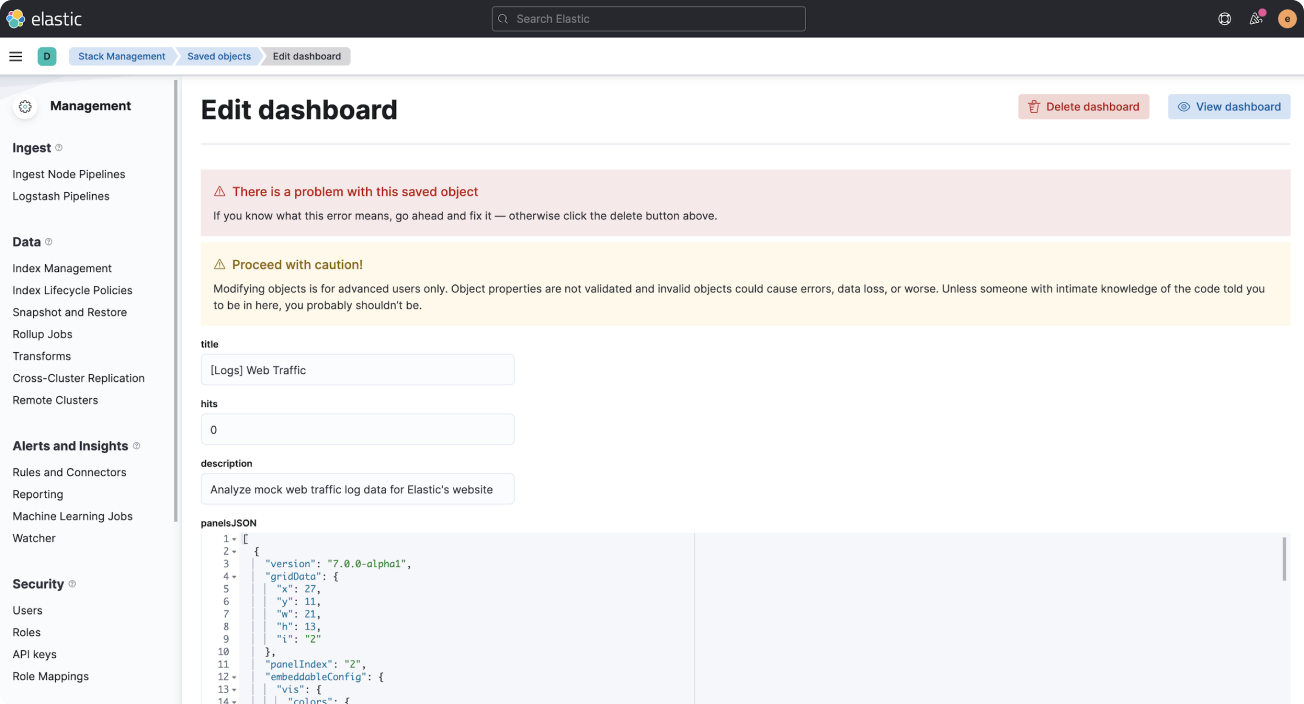 elastic
Search Elastic
e
D
Stack Management
Saved objects
Edit dashboard
Management
Ingest
Ingest Node Pipelines
Logstash Pipelines
Data
Index Management
Index Lifecycle Policies
Snapshot and Restore
Rollup Jobs
Transforms
Cross-Cluster Replication
Remote Clusters
Alerts and Insights
Rules and Connectors
Reporting
Machine Learning Jobs
Watcher
Security
Users
Roles
API keys
Role Mappings
Edit dashboard
Delete dashboard
View dashboard
There is a problem with this saved object
If you know what this error means, go ahead and fix it — otherwise click the delete button above.
Proceed with caution!
Modifying objects is for advanced users only. Object properties are not validated and invalid objects could cause errors, data loss, or worse. Unless someone with intimate knowledge of the code told you
to be in here, you probably shouldn't be.
title
[Logs] Web Traffic
hits
0
description
Analyze mock web traffic log data for Elastic's website
panelsJSON
1 [
2 {
3 "version": "7.0.0-alpha1",
4 "gridData": {
5 "x": 27,
6 "y": 11,
7 "w": 21,
8 "h": 13,
9 "i": "2"
10 },
11 "panelIndex": "2",
12 "embeddableConfig": {
13 "vis": {
14 "colors": {